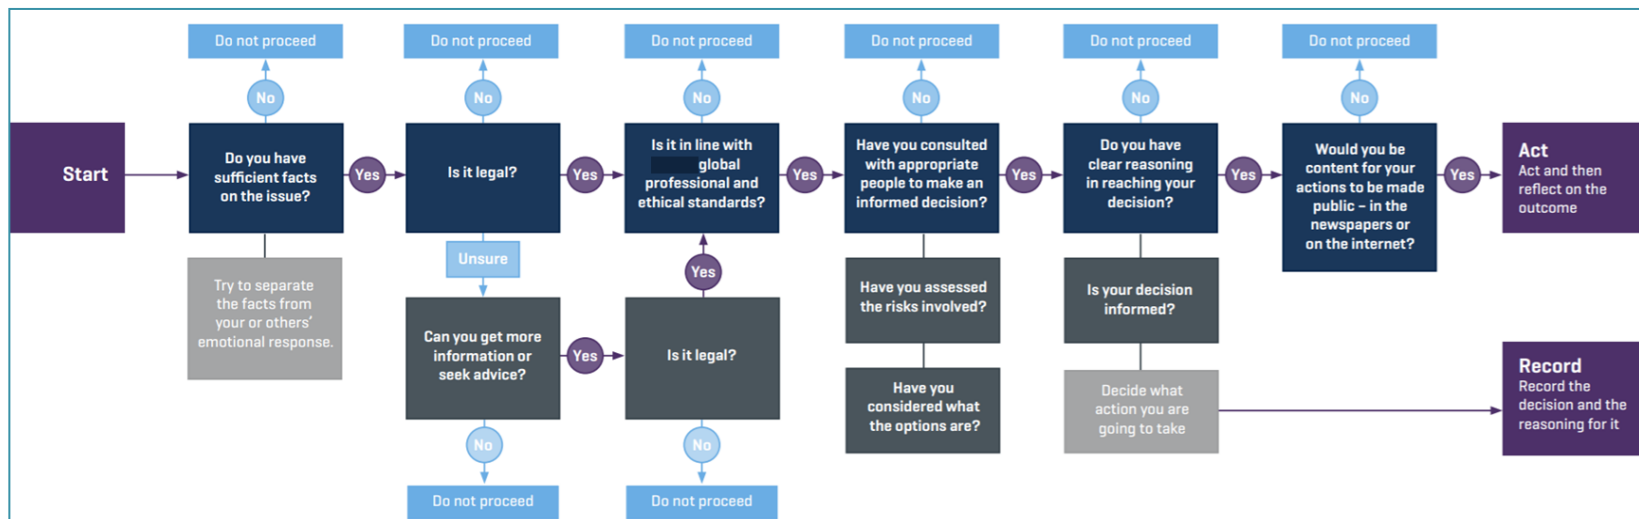 Do not proceed
Do not proceed
Do not proceed
Do not proceed
Do not proceed
Do not proceed
No
No
No
No
No
No
Start
Do you have
sufficient facts
on the issue?
Yes
Is it legal?
Yes
Is it in line with
global
professional and
ethical standards?
Yes
Have you consulted
with appropriate
people to make an
informed decision?
Yes
Do you have
clear reasoning
in reaching your
decision?
Yes
Would you be
content for your
actions to be made
public – in the
newspapers or
on the internet?
Yes
Act
Act and then
reflect on the
outcome
Try to separate
the facts from
your or others’
emotional response.
Unsure
Can you get more
information or
seek advice?
Yes
Is it legal?
Yes
Have you assessed
the risks involved?
Have you
considered what
the options are?
Is your decision
informed?
Decide what
action you are
going to take
Record
Record the
decision and the
reasoning for it
No
No
Do not proceed
Do not proceed